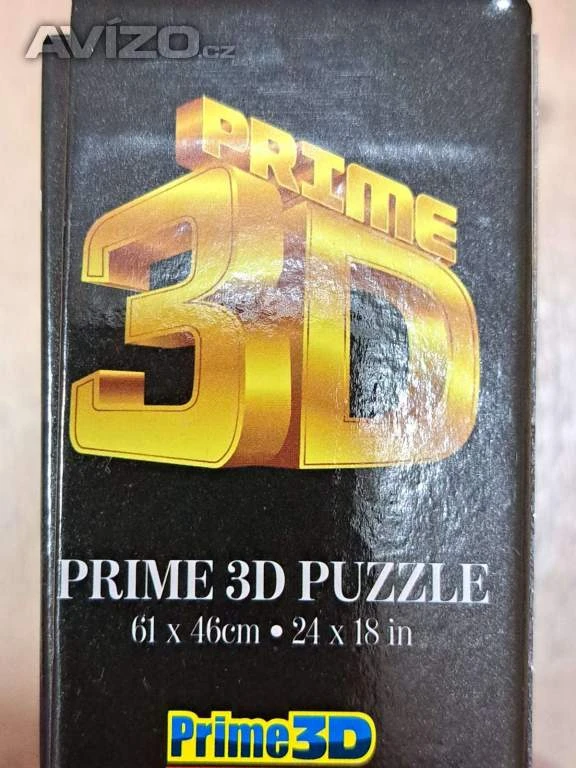 AVÍZO.cz
PRIME
3D
PRIME 3D PUZZLE
61 x 46cm • 24 x 18 in
Prime3D